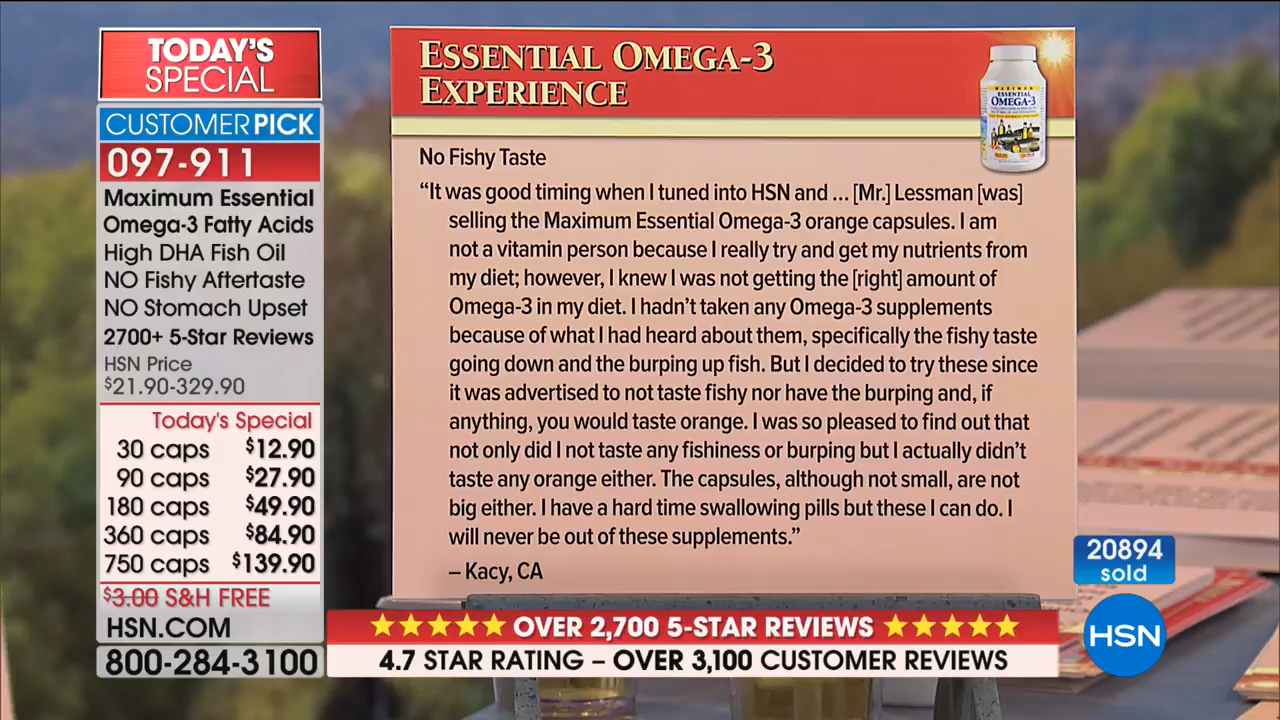 TODAY'S
SPECIAL
CUSTOMER PICK
097-911
Maximum Essential
Omega-3 Fatty Acids
High DHA Fish Oil
NO Fishy Aftertaste
NO Stomach Upset
2700+ 5-Star Reviews
HSN Price
$21.90-329.90
Today's Special
30 caps $12.90
90 caps $27.90
180 caps $49.90
360 caps $84.90
750 caps $139.90
$3.00 S&H FREE
HSN.COM
800-284-3100
ESSENTIAL OMEGA-3
EXPERIENCE
MAXIMUM
ESSENTIAL
OMEGA-3
No Fishy Taste
“It was good timing when I tuned into HSN and ... [Mr.] Lessman [was]
selling the Maximum Essential Omega-3 orange capsules. I am
not a vitamin person because I really try and get my nutrients from
my diet; however, I knew I was not getting the [right] amount of
Omega-3 in my diet. I hadn't taken any Omega-3 supplements
because of what I had heard about them, specifically the fishy taste
going down and the burping up fish. But I decided to try these since
it was advertised to not taste fishy nor have the burping and, if
anything, you would taste orange. I was so pleased to find out that
not only did I not taste any fishiness or burping but I actually didn't
taste any orange either. The capsules, although not small, are not
big either. I have a hard time swallowing pills but these I can do. I
will never be out of these supplements.”
– Kacy, CA
20894
sold
HSN
OVER 2,700 5-STAR REVIEWS
4.7 STAR RATING – OVER 3,100 CUSTOMER REVIEWS